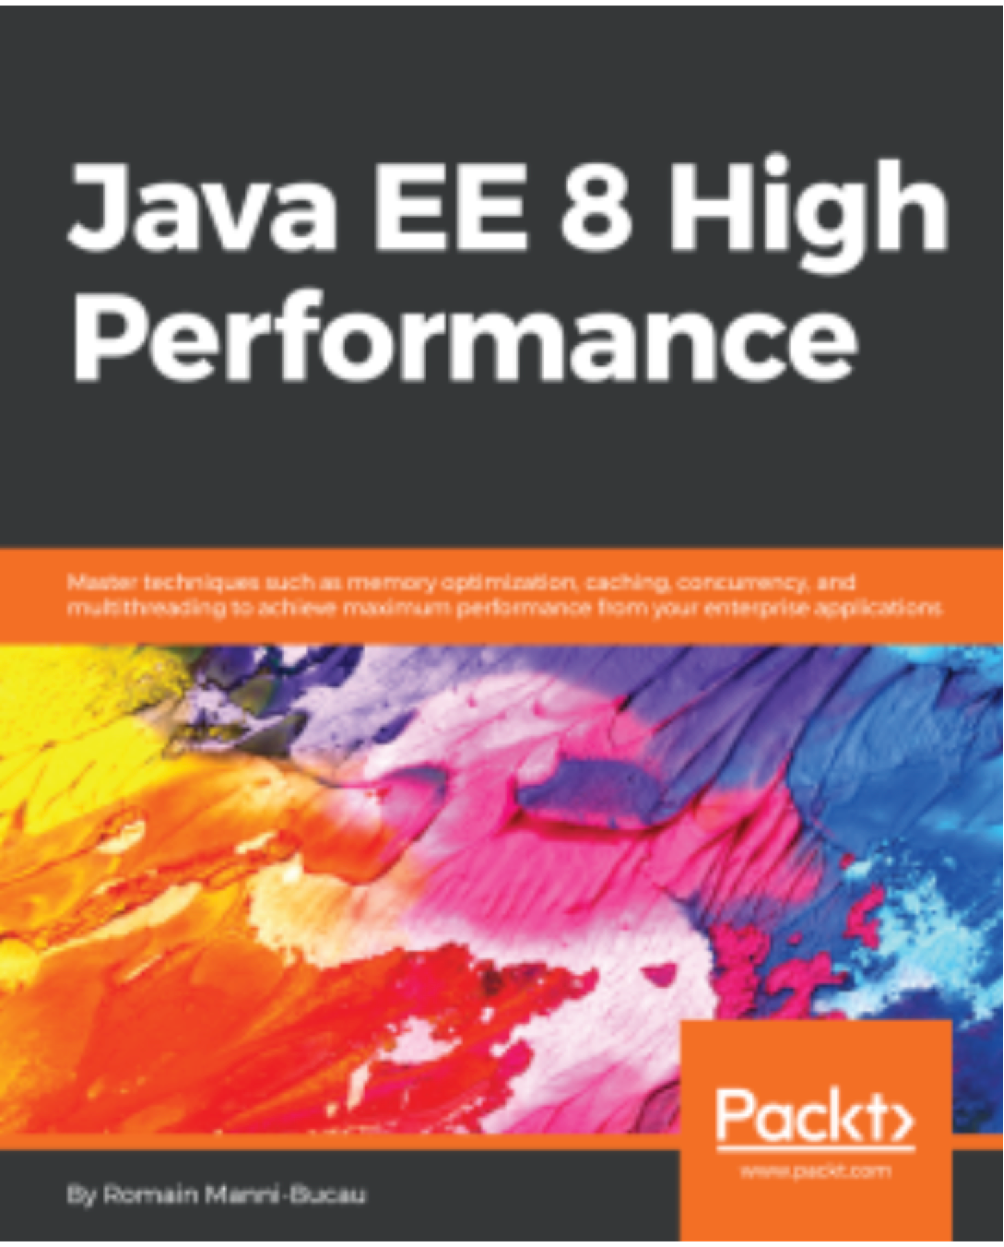 Java EE 8 High
Performance
Master techniques such as memory optimization, caching, concurrency, and
multithreading to achieve maximum performance from your enterprise applications
Packt>
www.packt.com
By Romain Manni-Bucau